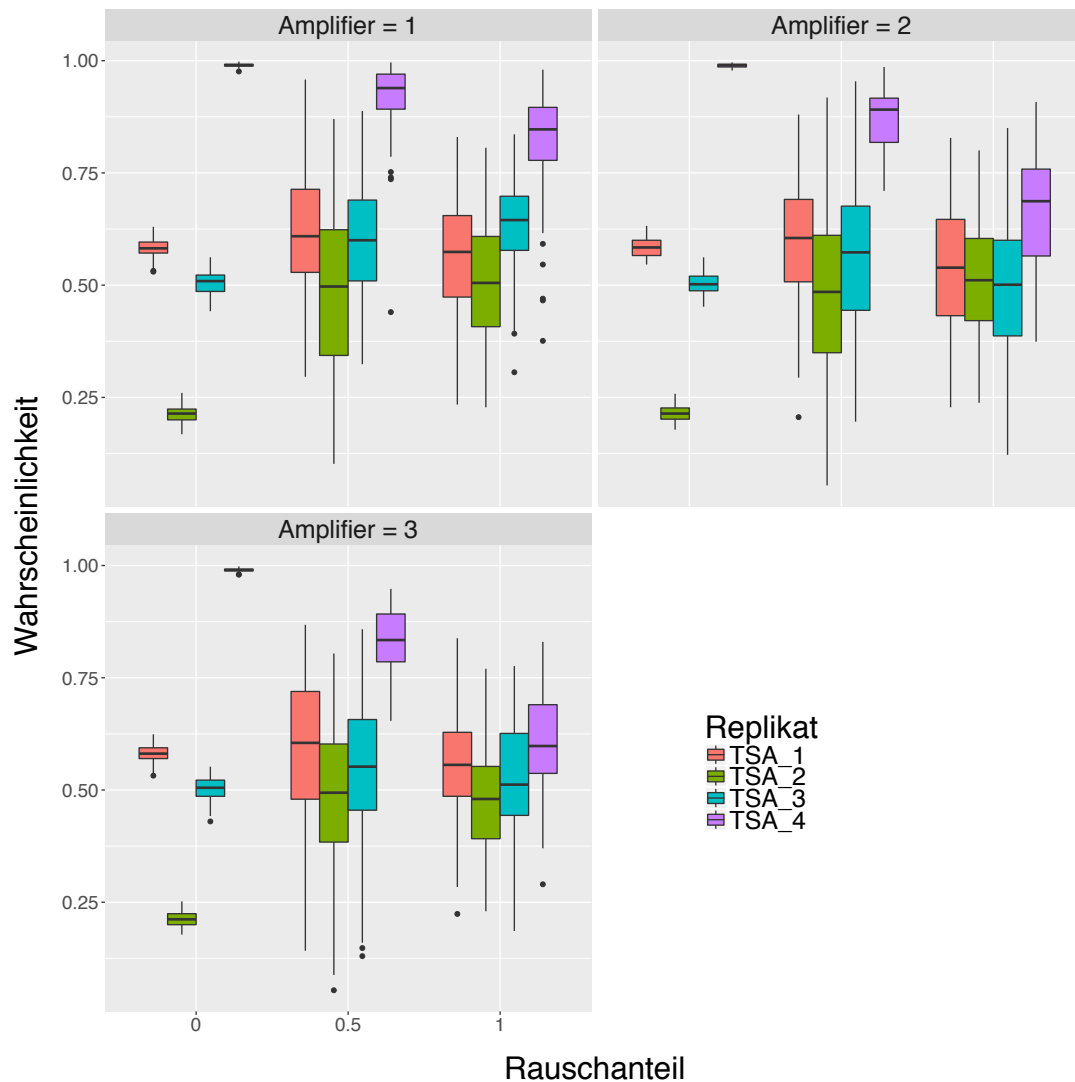 Amplifier = 1
Amplifier = 2
1.00
0.75
0.50
0.25
Wahrscheinlichkeit
Amplifier = 3
1.00
0.75
0.50
0.25
0
0.5
1
Rauschanteil
Replikat
TSA_1
TSA_2
TSA_3
TSA_4